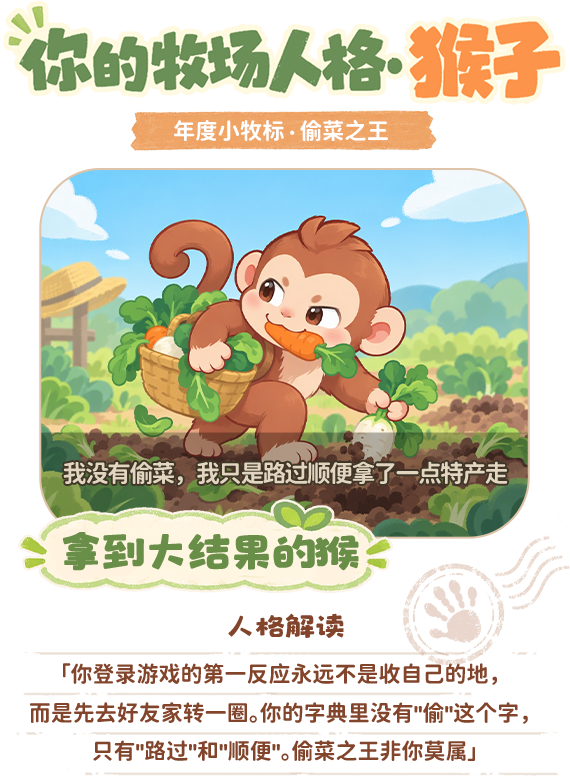 你的牧场人格·猴子
年度小牧标·偷菜之王
我没有偷菜，我只是路过顺便拿了一点特产走
拿到大结果的猴
人格解读
「你登录游戏的第一反应永远不是收自己的地，
而是先去好友家转一圈。你的字典里没有"偷"这个字，
只有"路过"和"顺便"。偷菜之王非你莫属」